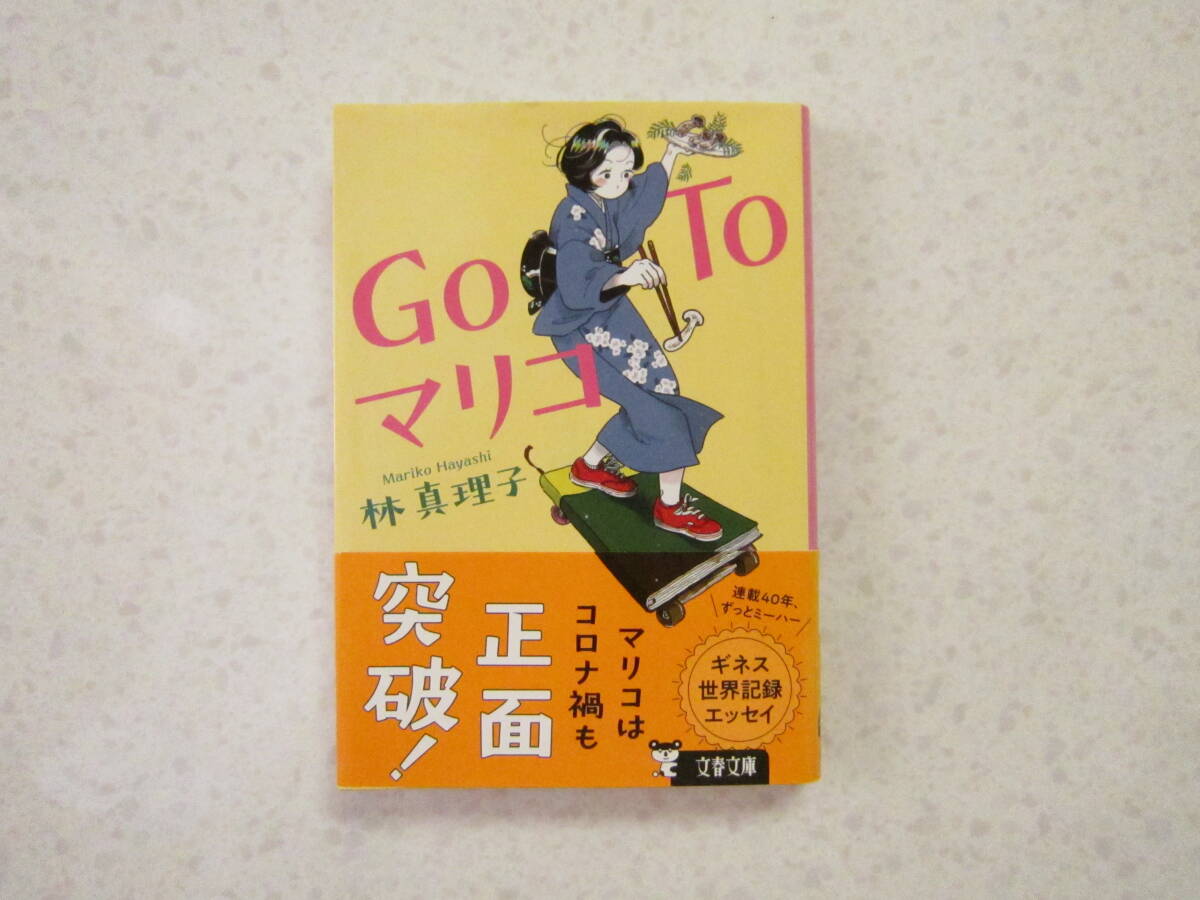 Go To
マリコ
Mariko Hayashi
林 真理子
マリコは
コロナ禍も
正面
突破!
連載40年、
ずっとミーハー
ギネス
世界記録
エッセイ
文春文庫